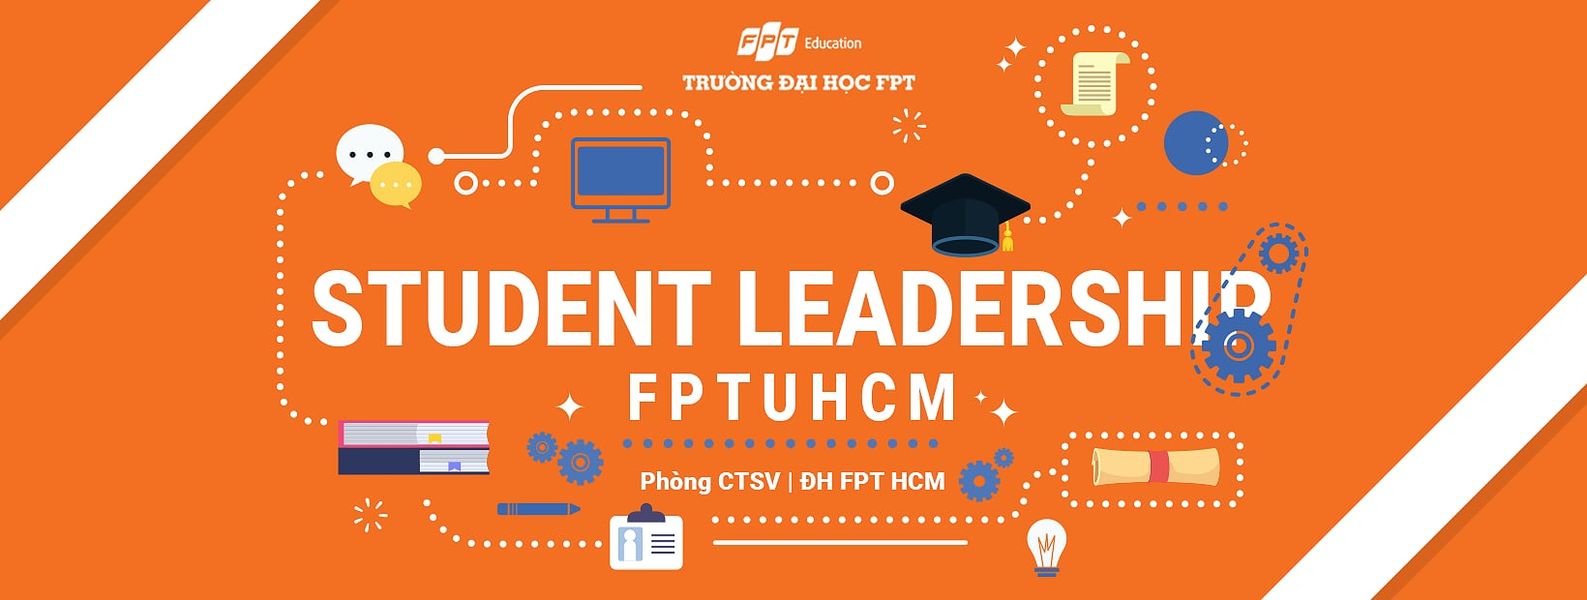 FPT Education
TRƯỜNG ĐẠI HỌC FPT
STUDENT LEADERSHIP
FPTUHCM
Phòng CTSV | ĐH FPT HCM